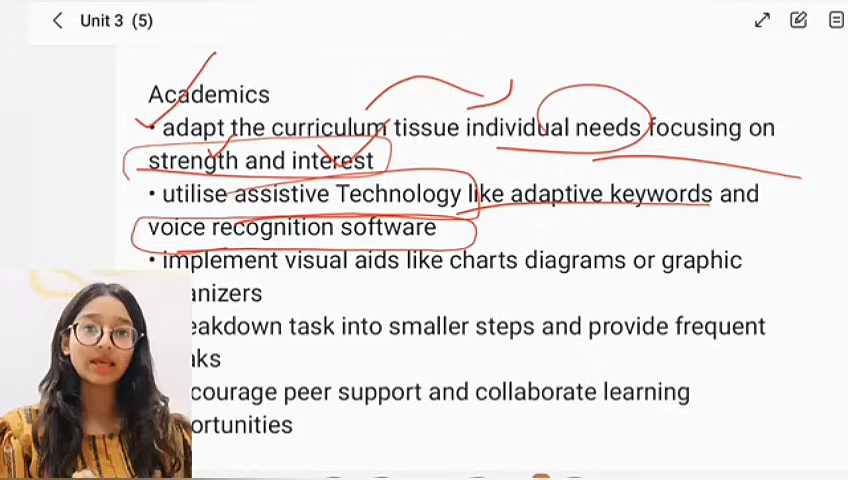 Unit 3 (5)
Academics
• adapt the curriculum tissue individual needs focusing on
strength and interest
• utilise assistive Technology like adaptive keywords and
voice recognition software
• implement visual aids like charts diagrams or graphic
anizers
eakdown task into smaller steps and provide frequent
aks
courage peer support and collaborate learning
ortunities